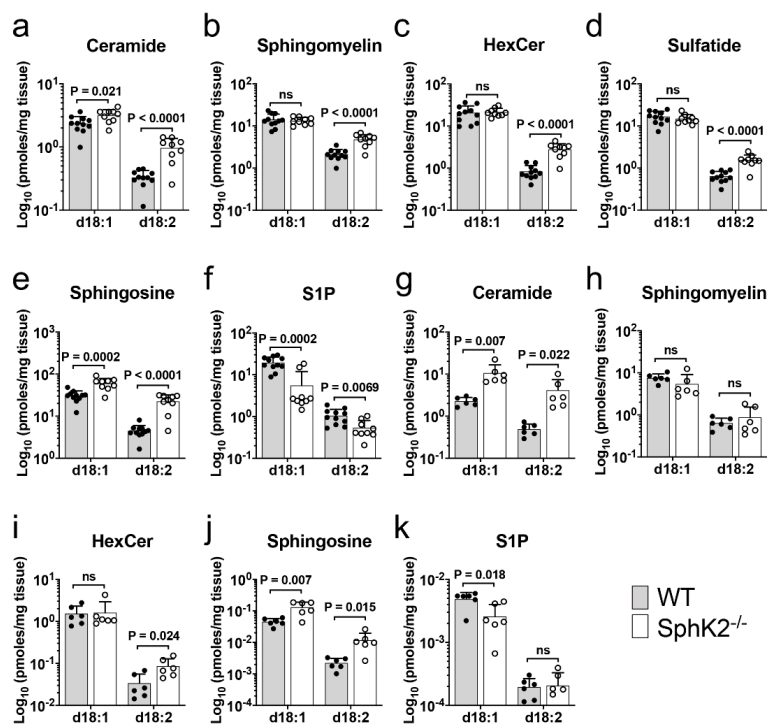 a
Ceramide
P = 0.021
P < 0.0001
Log10 (pmoles/mg tissue)
10^1
10^0
10^-1
d18:1
d18:2
b
Sphingomyelin
ns
P < 0.0001
Log10 (pmoles/mg tissue)
10^2
10^1
10^0
10^-1
d18:1
d18:2
c
HexCer
ns
P < 0.0001
Log10 (pmoles/mg tissue)
10^2
10^1
10^0
10^-1
d18:1
d18:2
d
Sulfatide
ns
P < 0.0001
Log10 (pmoles/mg tissue)
10^2
10^1
10^0
10^-1
d18:1
d18:2
e
Sphingosine
P = 0.0002
P < 0.0001
Log10 (pmoles/mg tissue)
10^3
10^2
10^1
10^0
d18:1
d18:2
f
S1P
P = 0.0002
P = 0.0069
Log10 (pmoles/mg tissue)
10^2
10^1
10^0
10^-1
d18:1
d18:2
g
Ceramide
P = 0.007
P = 0.022
Log10 (pmoles/mg tissue)
10^2
10^1
10^0
10^-1
d18:1
d18:2
h
Sphingomyelin
ns
ns
Log10 (pmoles/mg tissue)
10^2
10^1
10^0
10^-1
d18:1
d18:2
i
HexCer
ns
P = 0.024
Log10 (pmoles/mg tissue)
10^1
10^0
10^-1
10^-2
d18:1
d18:2
j
Sphingosine
P = 0.007
P = 0.015
Log10 (pmoles/mg tissue)
10^0
10^-1
10^-2
10^-3
10^-4
d18:1
d18:2
k
S1P
P = 0.018
ns
Log10 (pmoles/mg tissue)
10^-2
10^-3
10^-4
d18:1
d18:2
WT
SphK2-/-